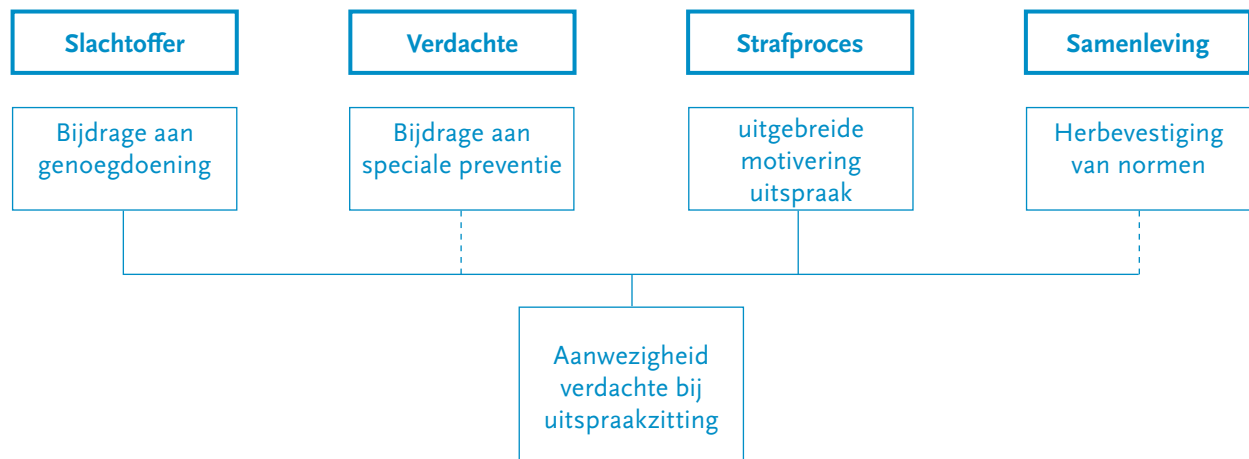 Slachtoffer
Verdachte
Strafproces
Samenleving
Bijdrage aan
genoegdoening
Bijdrage aan
speciale preventie
uitgebreide
motivering
uitspraak
Herbevestiging
van normen
Aanwezigheid
verdachte bij
uitspraakzitting